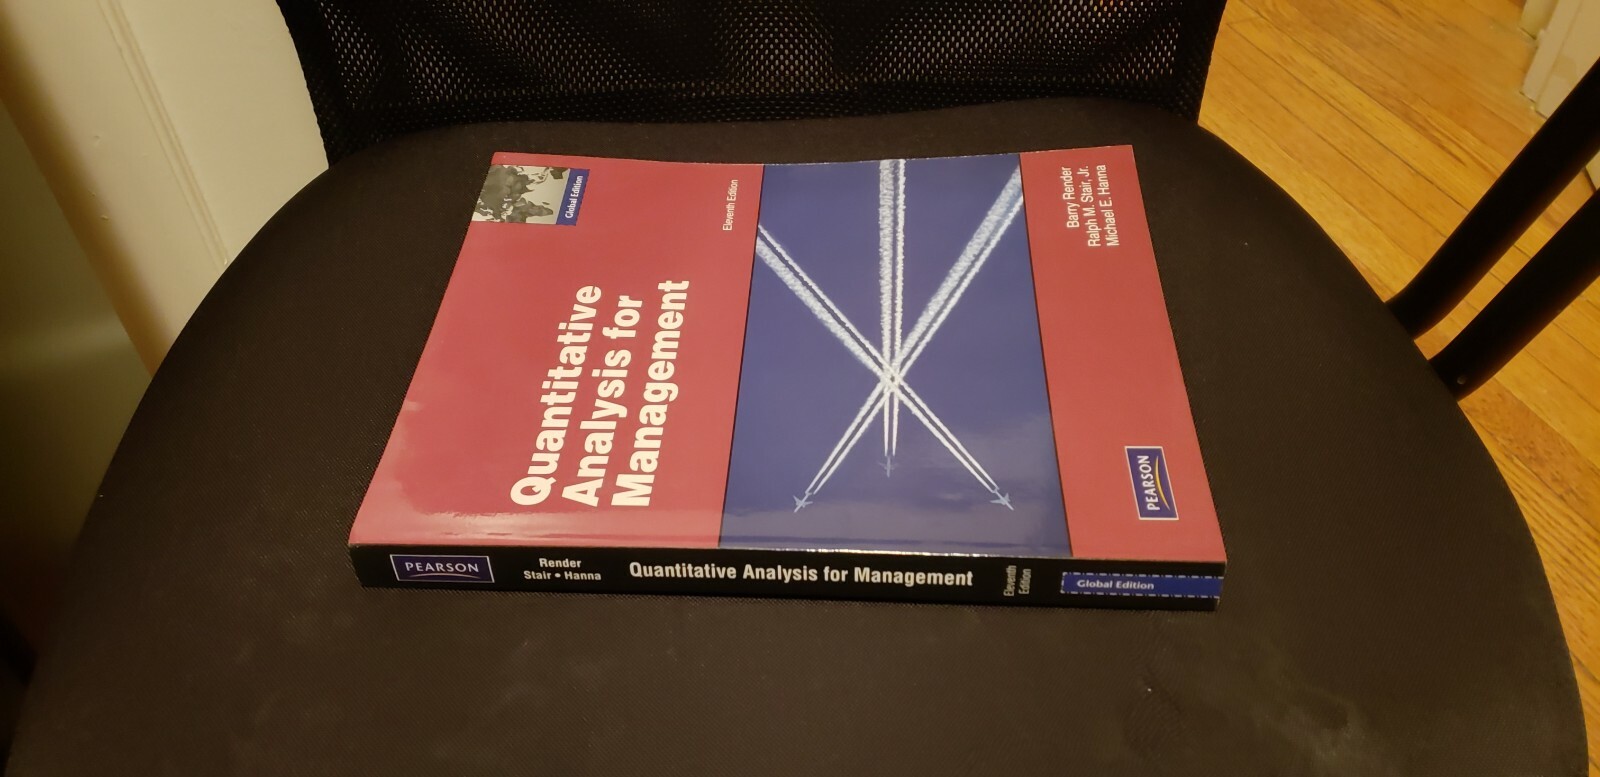 Global Edition
Quantitative
Analysis for
Management
Eleventh Edition
Barry Render
Ralph M. Stair, Jr.
Michael E. Hanna
PEARSON
PEARSON
Render
Stair • Hanna
Quantitative Analysis for Management
Eleventh
Edition
Global Edition